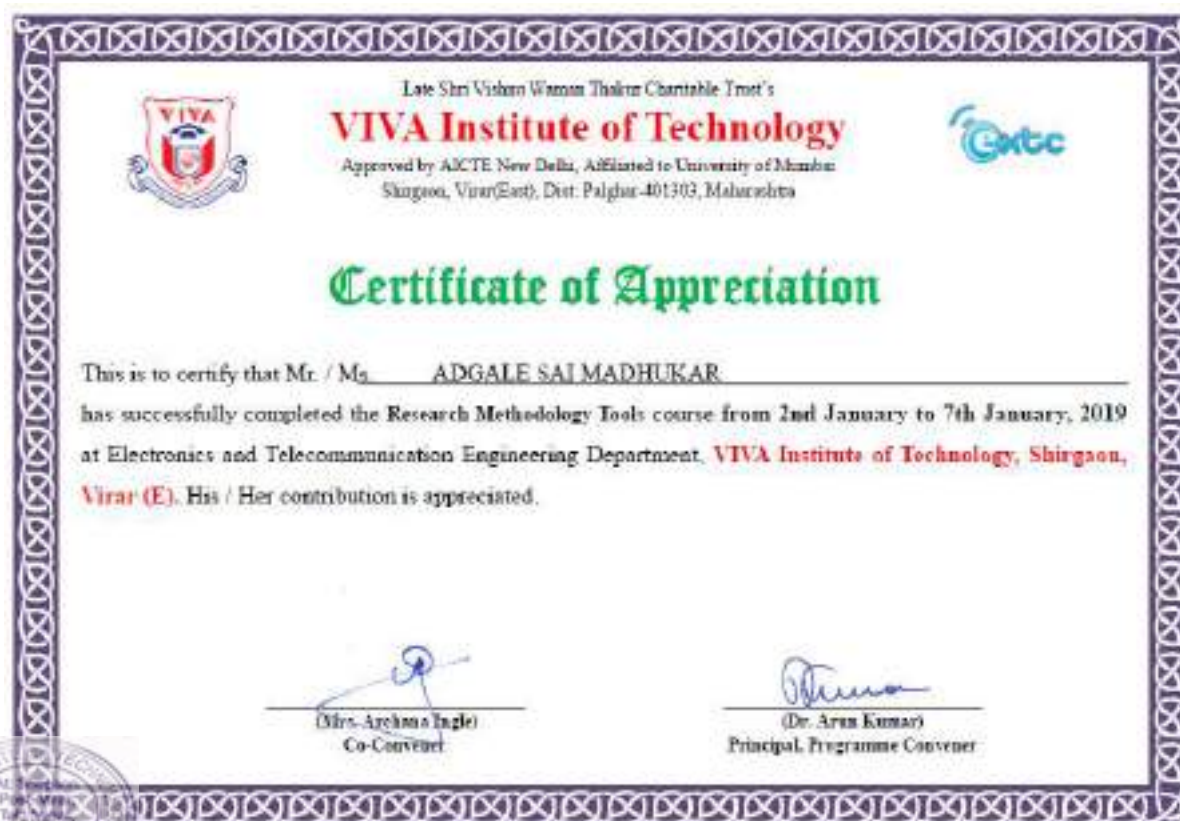 Late Shri Vishnu Waman Thakur Charitable Trust's
VIVA
VIVA Institute of Technology
extc
Approved by AICTE New Delhi, Affiliated to University of Mumbai
Shirgaon, Virar(East), Dist: Palghar-401303, Maharashtra
Certificate of Appreciation
This is to certify that Mr. / Ms. ADGALE SAI MADHUKAR
has successfully completed the Research Methodology Tools course from 2nd January to 7th January, 2019
at Electronics and Telecommunication Engineering Department, VIVA Institute of Technology, Shirgaon,
Virar (E). His / Her contribution is appreciated.
(Mrs. Archana Ingle)
Co-Convener
(Dr. Arun Kumar)
Principal, Programme Convener